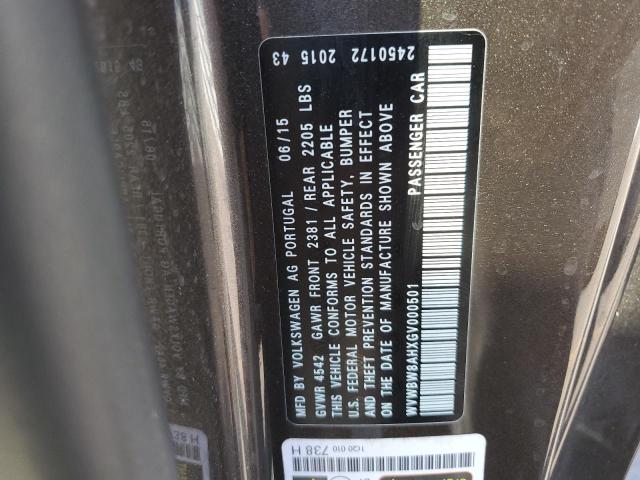 MFD BY VOLKSWAGEN AG PORTUGAL 06/15 2015 43 2450172
GVWR 4542 GAWR FRONT 2381 / REAR 2205 LBS
THIS VEHICLE CONFORMS TO ALL APPLICABLE
U.S. FEDERAL MOTOR VEHICLE SAFETY, BUMPER
AND THEFT PREVENTION STANDARDS IN EFFECT
ON THE DATE OF MANUFACTURE SHOWN ABOVE
WVWBW8AHXGV000501 PASSENGER CAR
1Q0 010 738 H